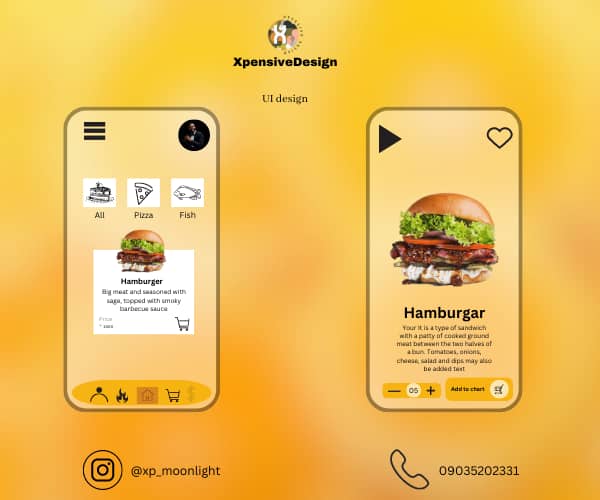 XpensiveDesign
UI design
All
Pizza
Fish
Hamburger
Big meat and seasoned with
sage, topped with smoky
barbecue sauce
Price
Hamburgar
Your It is a type of sandwich
with a patty of cooked ground
meat between the two halves of
a bun. Tomatoes, onions,
cheese, salad and dips may also
be added text
05
Add to chart
@xp_moonlight
09035202331